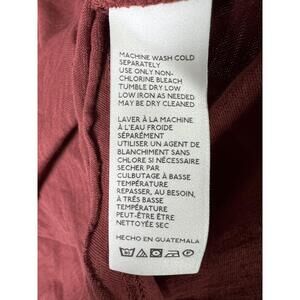 MACHINE WASH COLD
SEPARATELY
USE ONLY NON-
CHLORINE BLEACH
TUMBLE DRY LOW
LOW IRON AS NEEDED
MAY BE DRY CLEANED
LAVER À LA MACHINE
À L'EAU FROIDE
SÉPARÉMENT
UTILISER UN AGENT DE
BLANCHIMENT SANS
CHLORE SI NÉCESSAIRE
SECHER PAR
CULBUTAGE À BASSE
TEMPÉRATURE
REPASSER, AU BESOIN,
À TRÈS BASSE
TEMPÉRATURE
PEUT-ÊTRE ÊTRE
NETTOYÉE SEC
HECHO EN GUATEMALA